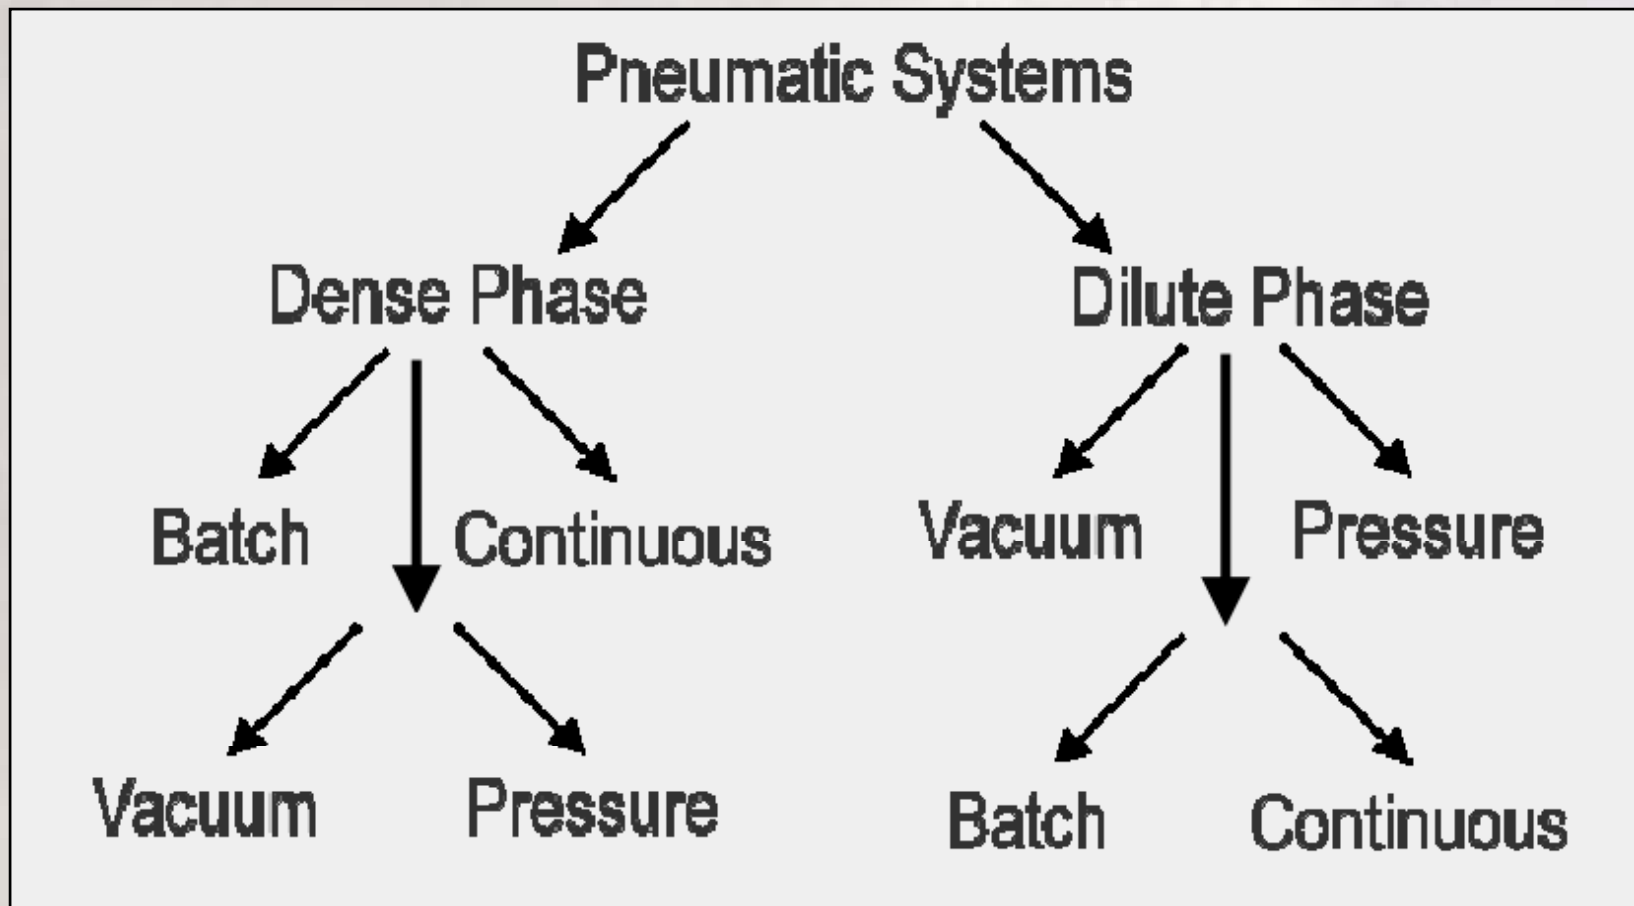 Pneumatic Systems
Dense Phase
Dilute Phase
Batch
Continuous
Vacuum
Pressure
Vacuum
Pressure
Batch
Continuous